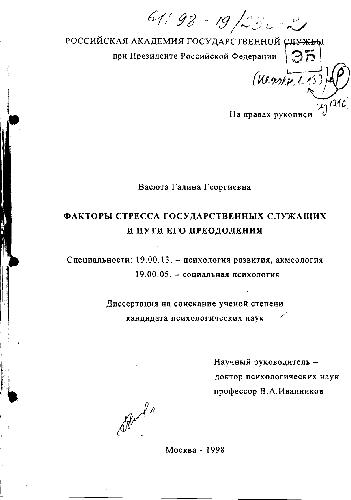 61:98-19/232-2
РОССИЙСКАЯ АКАДЕМИЯ ГОСУДАРСТВЕННОЙ СЛУЖБЫ
при Президенте Российской Федерации
ЭБ
На правах рукописи
Васюта Галина Георгиевна
ФАКТОРЫ СТРЕССА ГОСУДАРСТВЕННЫХ СЛУЖАЩИХ
И ПУТИ ЕГО ПРЕОДОЛЕНИЯ
Специальности: 19.00.13. – психология развития, акмеология
19.00.05. – социальная психология
Диссертация на соискание ученой степени
кандидата психологических наук
Научный руководитель –
доктор психологических наук
профессор В.А.Иванников
Москва - 1998